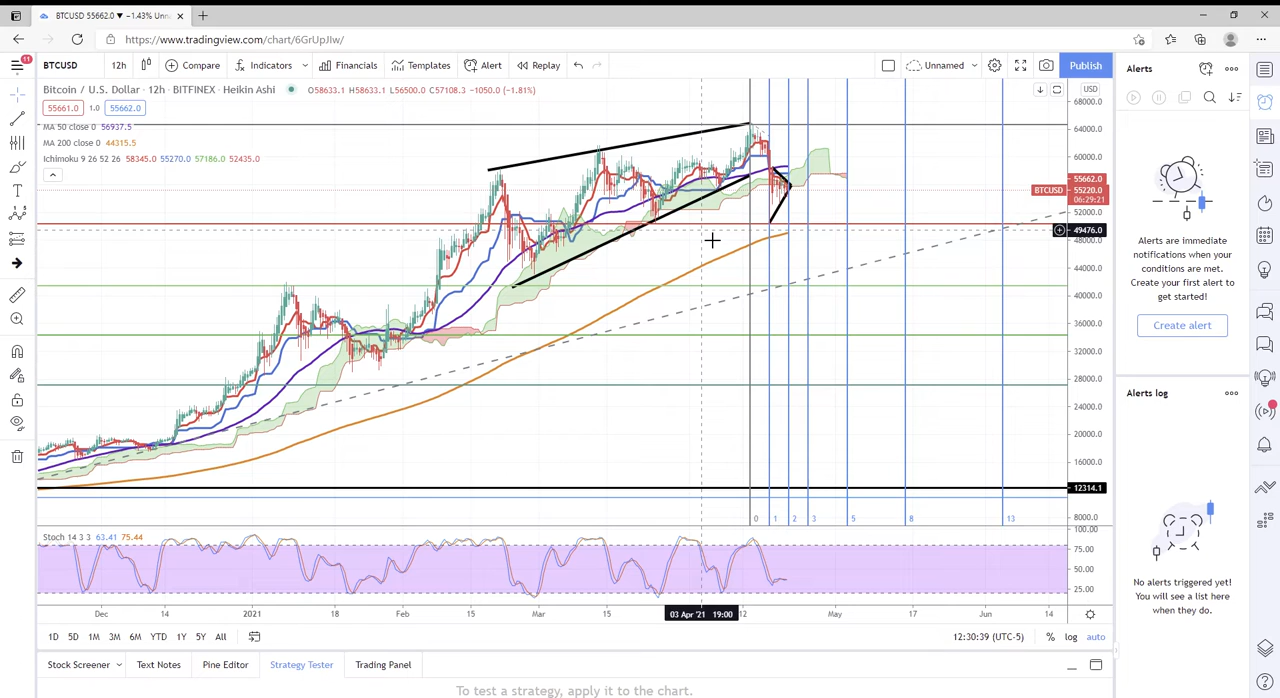 BTCUSD 55662.0 ▼ −1.43% Unn
https://www.tradingview.com/chart/6GrUpJIw/
11
BTCUSD 12h Compare Indicators Financials Templates Alert Replay Unnamed Publish
Bitcoin / U.S. Dollar · 12h · BITFINEX · Heikin Ashi O58633.1 H58633.1 L56500.0 C57108.3 −1050.0 (−1.81%)
55661.0 1.0 55662.0
MA 50 close 0 56937.5
MA 200 close 0 44315.5
Ichimoku 9 26 52 26 58345.0 55270.0 57186.0 52435.0
USD
68000.0
64000.0
60000.0
55662.0
BTCUSD 55220.0
06:29:21
52000.0
49476.0
48000.0
44000.0
40000.0
36000.0
32000.0
28000.0
24000.0
20000.0
16000.0
12314.1
8000.0
0 1 2 3 5 8 13
Stoch 14 3 3 63.41 75.44
100.00
75.00
50.00
25.00
Dec 14 2021 18 Feb 15 Mar 15 03 Apr '21 19:00 12 May 17 Jun 14
1D 5D 1M 3M 6M YTD 1Y 5Y All 12:30:39 (UTC-5) % log auto
Stock Screener Text Notes Pine Editor Strategy Tester Trading Panel
To test a strategy, apply it to the chart.
Alerts
Alerts are immediate
notifications when your
conditions are met.
Create your first alert to
get started!
Create alert
Alerts log
No alerts triggered yet!
You will see a list here
when they do.